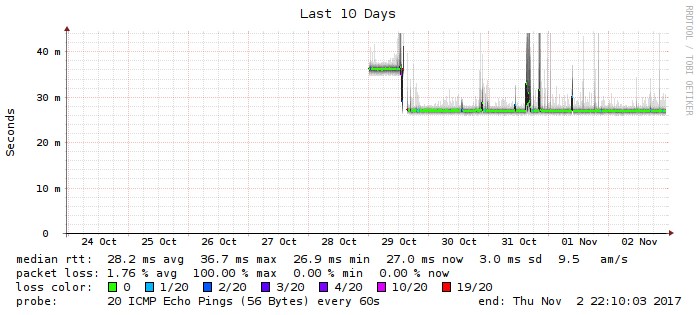 Last 10 Days
RRDTOOL / TOBI OETIKER
Seconds
40 m
30 m
20 m
10 m
0
24 Oct 25 Oct 26 Oct 27 Oct 28 Oct 29 Oct 30 Oct 31 Oct 01 Nov 02 Nov
median rtt: 28.2 ms avg 36.7 ms max 26.9 ms min 27.0 ms now 3.0 ms sd 9.5 am/s
packet loss: 1.76 % avg 100.00 % max 0.00 % min 0.00 % now
loss color: 0 1/20 2/20 3/20 4/20 10/20 19/20
probe: 20 ICMP Echo Pings (56 Bytes) every 60s end: Thu Nov 2 22:10:03 2017